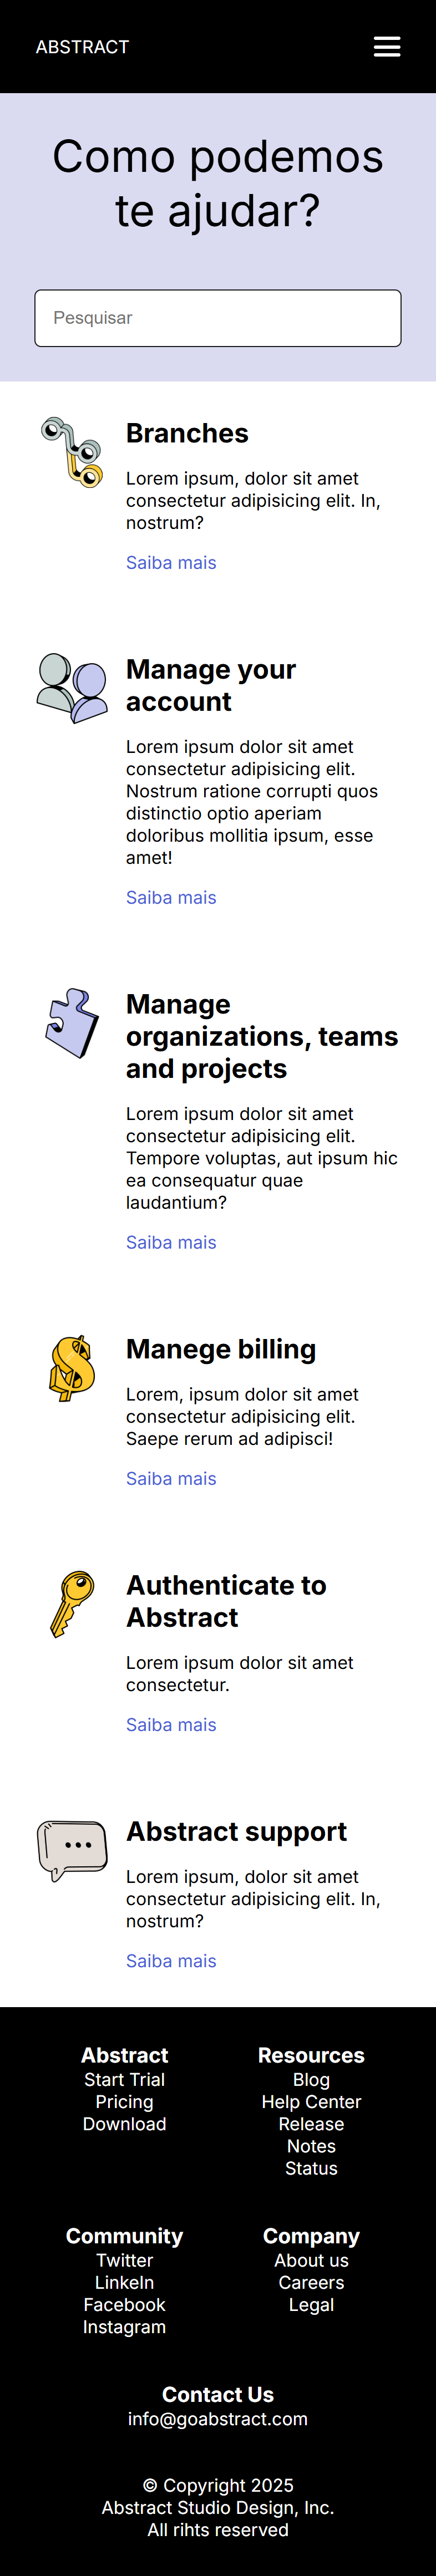 ABSTRACT
Como podemos
te ajudar?
Pesquisar
Branches
Lorem ipsum, dolor sit amet
consectetur adipisicing elit. In,
nostrum?
Saiba mais
Manage your
account
Lorem ipsum dolor sit amet
consectetur adipisicing elit.
Nostrum ratione corrupti quos
distinctio optio aperiam
doloribus mollitia ipsum, esse
amet!
Saiba mais
Manage
organizations, teams
and projects
Lorem ipsum dolor sit amet
consectetur adipisicing elit.
Tempore voluptas, aut ipsum hic
ea consequatur quae
laudantium?
Saiba mais
Manege billing
Lorem, ipsum dolor sit amet
consectetur adipisicing elit.
Saepe rerum ad adipisci!
Saiba mais
Authenticate to
Abstract
Lorem ipsum dolor sit amet
consectetur.
Saiba mais
Abstract support
Lorem ipsum, dolor sit amet
consectetur adipisicing elit. In,
nostrum?
Saiba mais
Abstract
Start Trial
Pricing
Download
Resources
Blog
Help Center
Release
Notes
Status
Community
Twitter
LinkeIn
Facebook
Instagram
Company
About us
Careers
Legal
Contact Us
info@goabstract.com
© Copyright 2025
Abstract Studio Design, Inc.
All rihts reserved